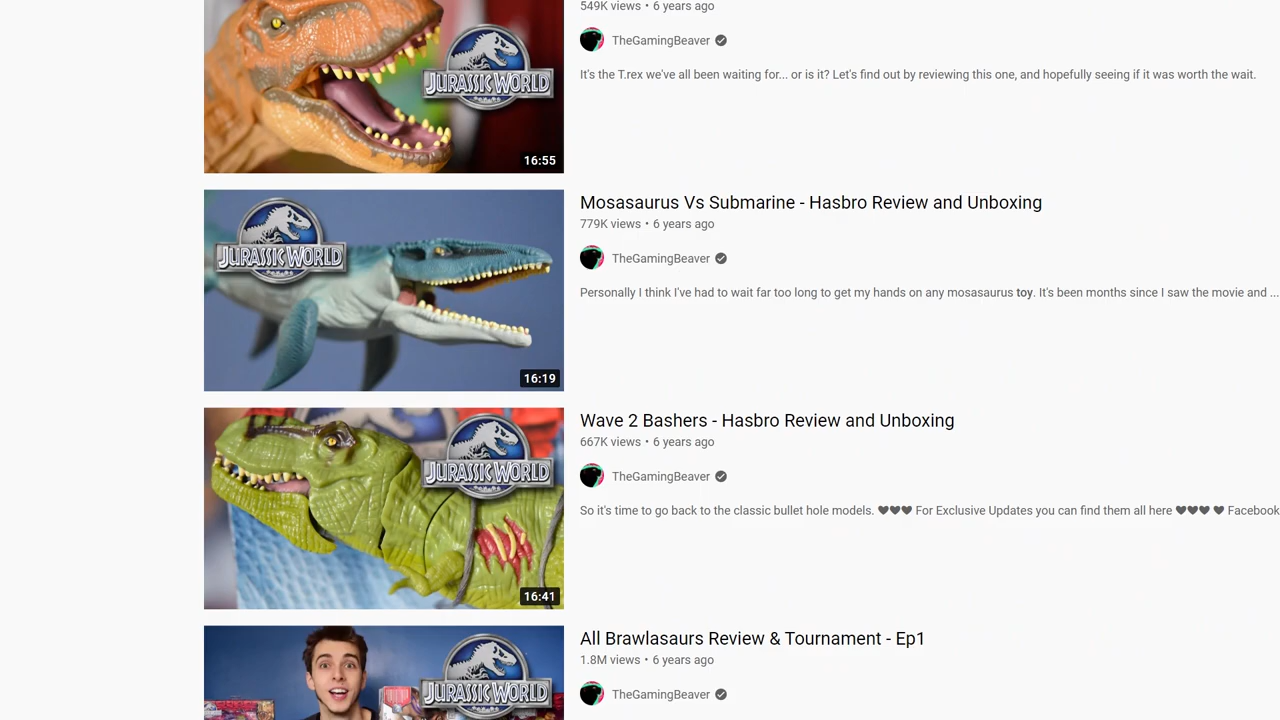 549K views • 6 years ago
TheGamingBeaver
It's the T.rex we've all been waiting for... or is it? Let's find out by reviewing this one, and hopefully seeing if it was worth the wait.
JURASSIC WORLD
16:55
Mosasaurus Vs Submarine - Hasbro Review and Unboxing
779K views • 6 years ago
TheGamingBeaver
Personally I think I've had to wait far too long to get my hands on any mosasaurus toy. It's been months since I saw the movie and ...
JURASSIC WORLD
16:19
Wave 2 Bashers - Hasbro Review and Unboxing
667K views • 6 years ago
TheGamingBeaver
So it's time to go back to the classic bullet hole models. ♥♥♥ For Exclusive Updates you can find them all here ♥♥♥ ♥ Facebook
JURASSIC WORLD
16:41
All Brawlasaurs Review & Tournament - Ep1
1.8M views • 6 years ago
TheGamingBeaver
JURASSIC WORLD